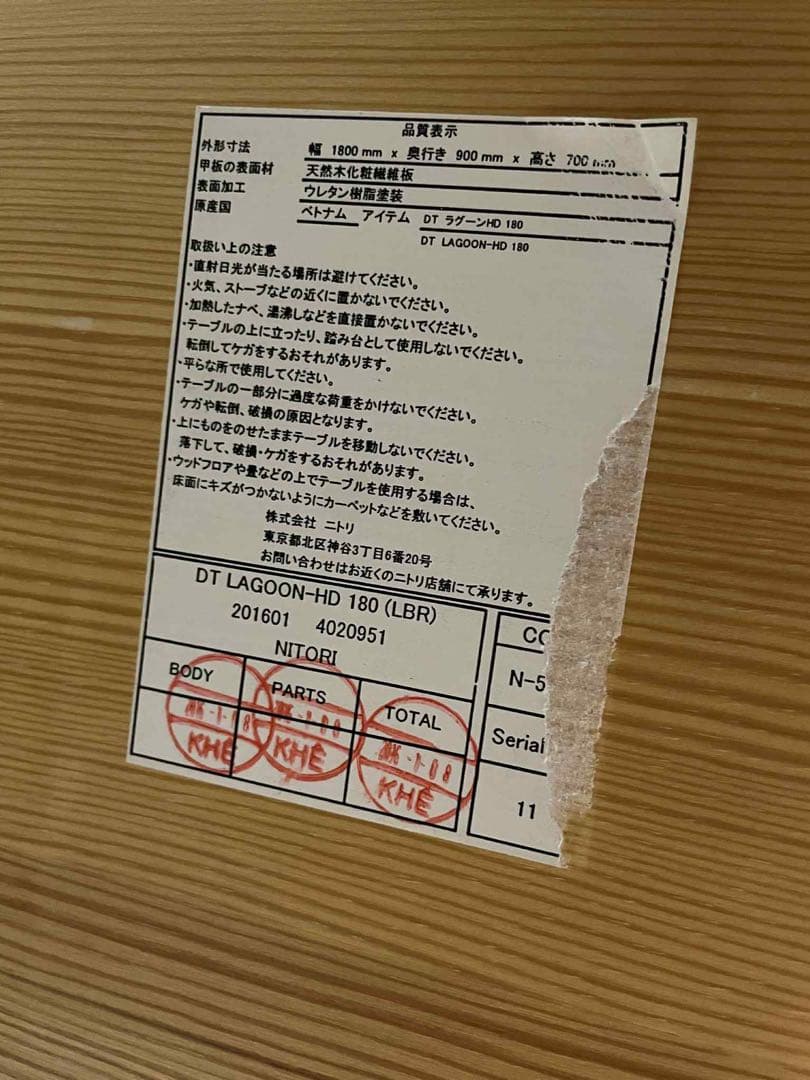 品質表示
外形寸法 幅 1800 mm x 奥行き 900 mm x 高さ 700 mm
甲板の表面材 天然木化粧繊維板
表面加工 ウレタン樹脂塗装
原産国 ベトナム アイテム DT ラグーンHD 180
DT LAGOON-HD 180
取扱い上の注意
・直射日光が当たる場所は避けてください。
・火気、ストーブなどの近くに置かないでください。
・加熱したナベ、湯沸しなどを直接置かないでください。
・テーブルの上に立ったり、踏み台として使用しないでください。
転倒してケガをするおそれがあります。
・平らな所で使用してください。
・テーブルの一部分に過度な荷重をかけないでください。
ケガや転倒、破損の原因となります。
・上にものをのせたままテーブルを移動しないでください。
落下して、破損・ケガをするおそれがあります。
・ウッドフロアや畳などの上でテーブルを使用する場合は、
床面にキズがつかないようにカーペットなどを敷いてください。
株式会社 ニトリ
東京都北区神谷3丁目6番20号
お問い合わせはお近くのニトリ店舗にて承ります。
DT LAGOON-HD 180 (LBR)
201601 4020951
NITORI
BODY PARTS TOTAL
KHÊ KHÊ KHÊ
N-5
Serial
11